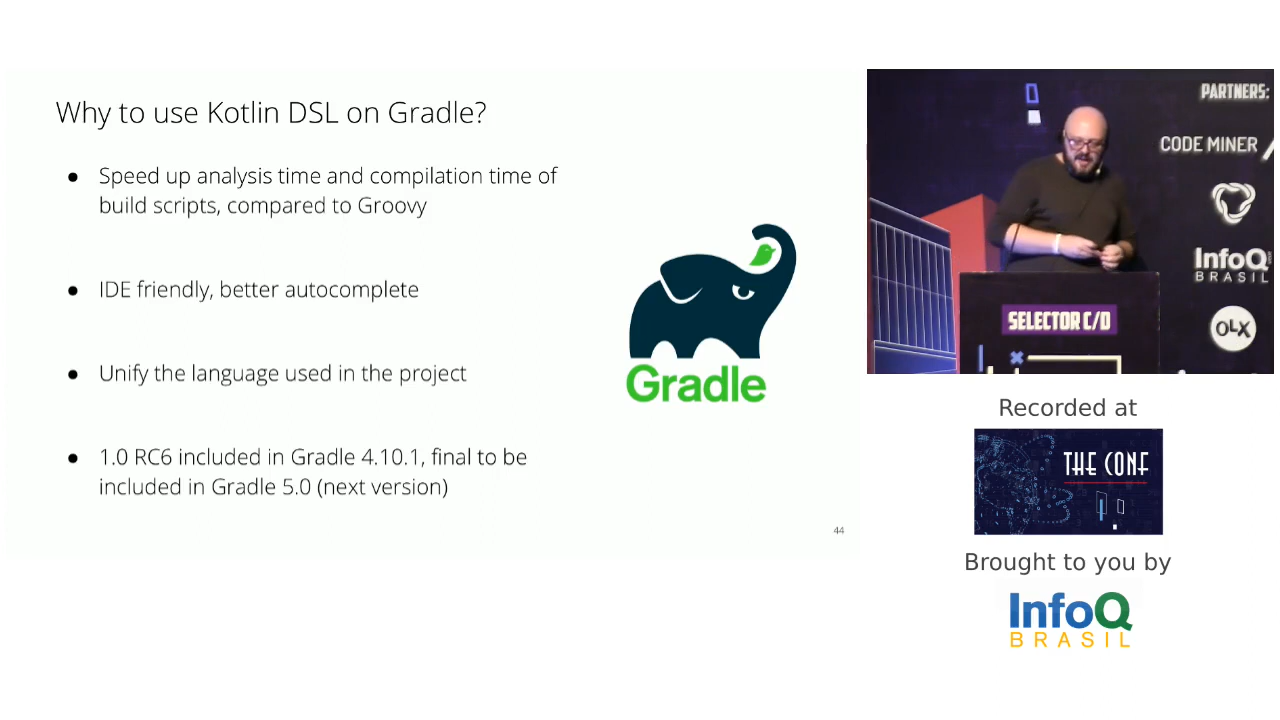 Why to use Kotlin DSL on Gradle?
● Speed up analysis time and compilation time of
build scripts, compared to Groovy
● IDE friendly, better autocomplete
● Unify the language used in the project
● 1.0 RC6 included in Gradle 4.10.1, final to be
included in Gradle 5.0 (next version)
Gradle
44
PARTNERS:
CODE MINER
InfoQ
BRASIL
OLX
SELECTOR C/D
Recorded at
THE CONF
Brought to you by
InfoQ
BRASIL